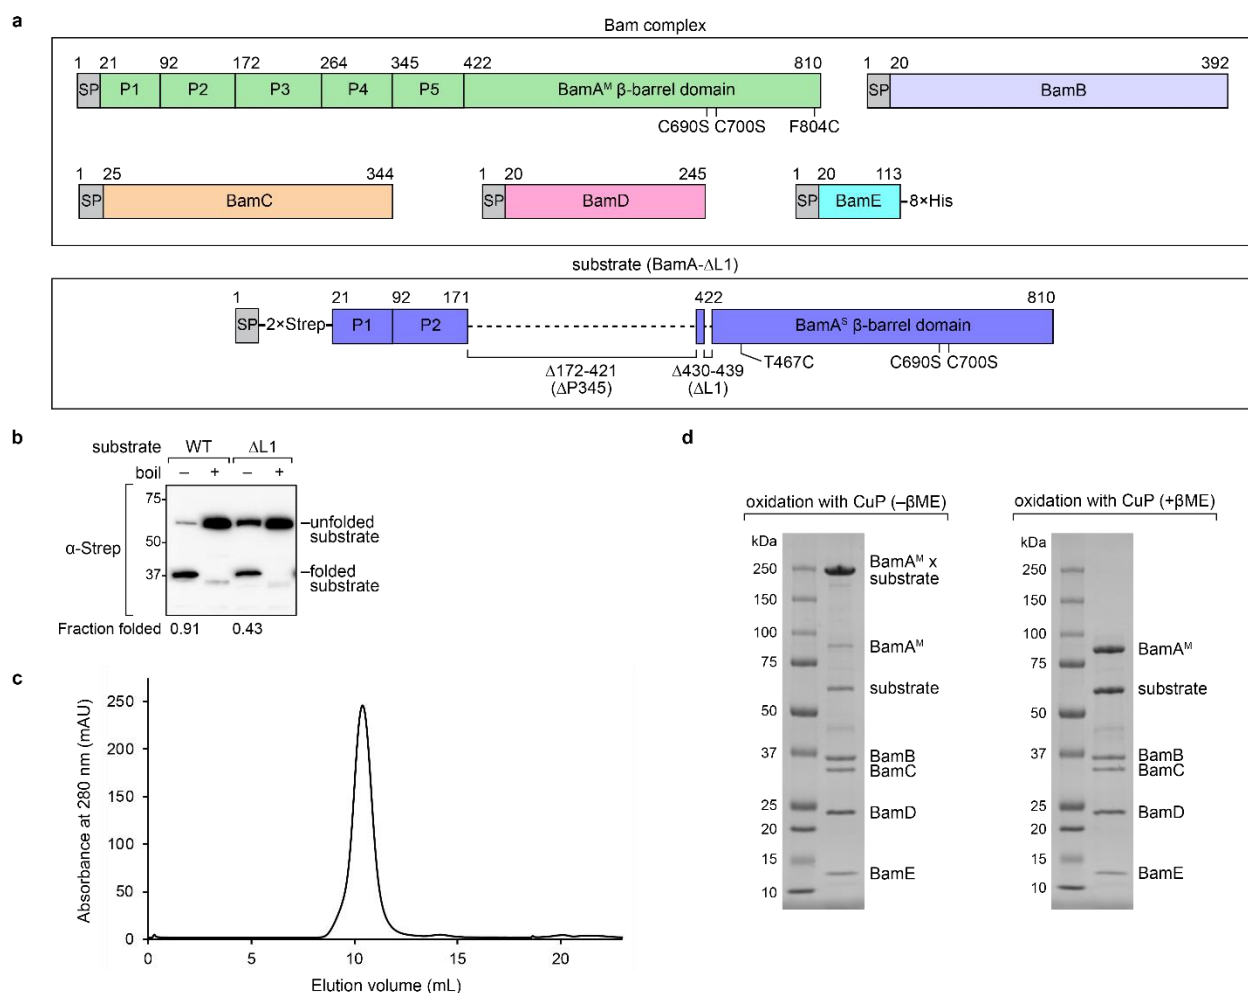 a
Bam complex
1 21 92 172 264 345 422 810
SP P1 P2 P3 P4 P5 BamAᴹ β-barrel domain
C690S C700S F804C
1 20 392
SP BamB
1 25 344
SP BamC
1 20 245
SP BamD
1 20 113
SP BamE 8×His
substrate (BamA-ΔL1)
1 21 92 171 422 810
SP 2×Strep P1 P2 BamAˢ β-barrel domain
T467C C690S C700S
Δ172-421
(ΔP345)
Δ430-439
(ΔL1)
b
substrate WT ΔL1
boil – + – +
α-Strep
75
50
37
unfolded
substrate
folded
substrate
Fraction folded 0.91 0.43
c
Absorbance at 280 nm (mAU)
250
200
150
100
50
0
0 5 10 15 20
Elution volume (mL)
d
oxidation with CuP (–βME)
kDa
250
150
100
75
50
37
25
20
15
10
BamAᴹ x
substrate
BamAᴹ
substrate
BamB
BamC
BamD
BamE
oxidation with CuP (+βME)
kDa
250
150
100
75
50
37
25
20
15
10
BamAᴹ
substrate
BamB
BamC
BamD
BamE